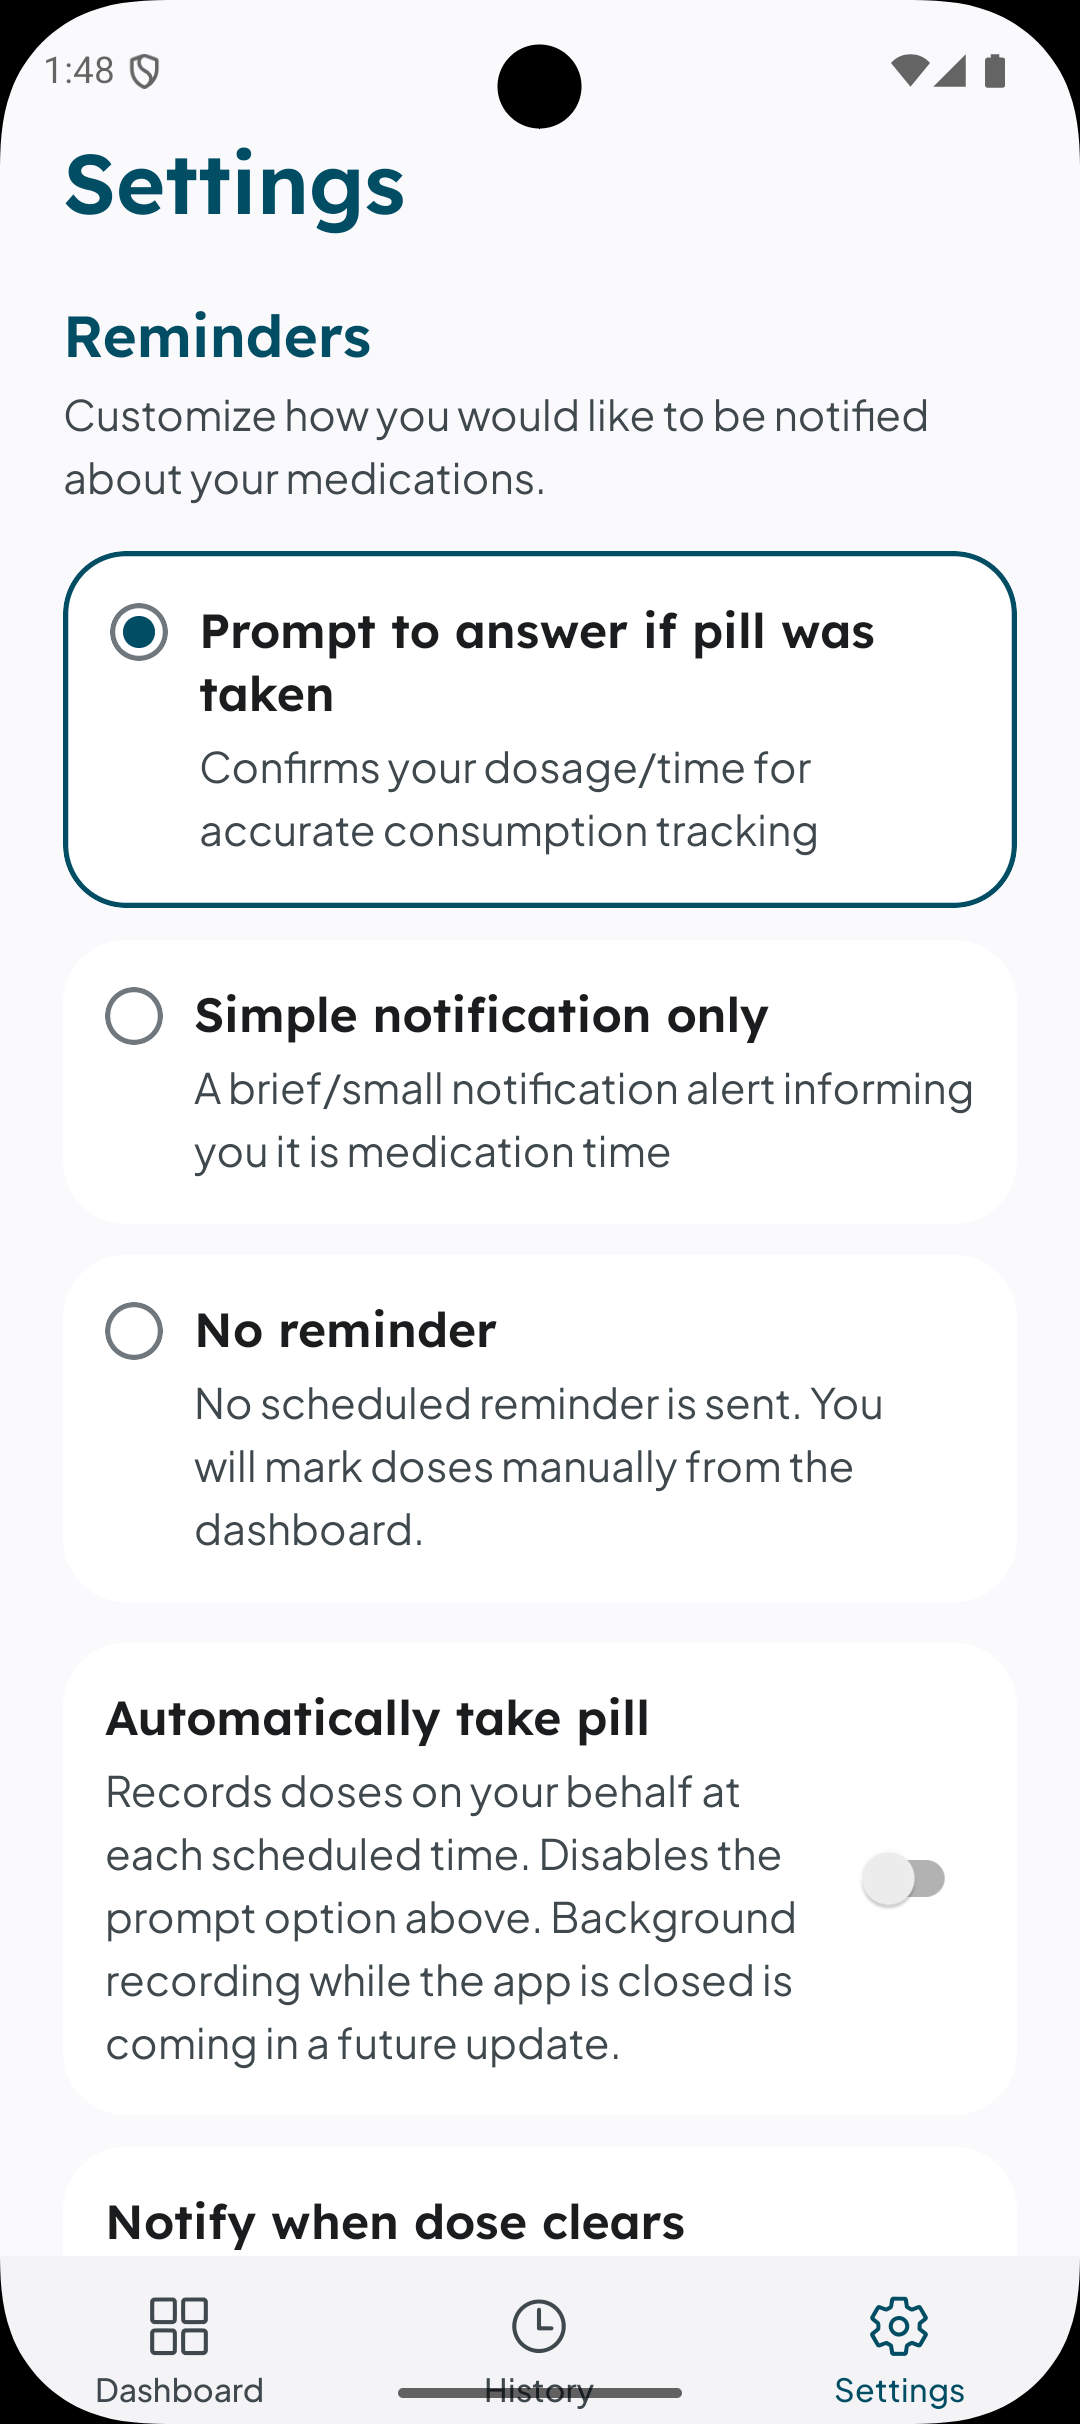 1:48
Settings
Reminders
Customize how you would like to be notified
about your medications.
Prompt to answer if pill was
taken
Confirms your dosage/time for
accurate consumption tracking
Simple notification only
A brief/small notification alert informing
you it is medication time
No reminder
No scheduled reminder is sent. You
will mark doses manually from the
dashboard.
Automatically take pill
Records doses on your behalf at
each scheduled time. Disables the
prompt option above. Background
recording while the app is closed is
coming in a future update.
Notify when dose clears
Dashboard
History
Settings